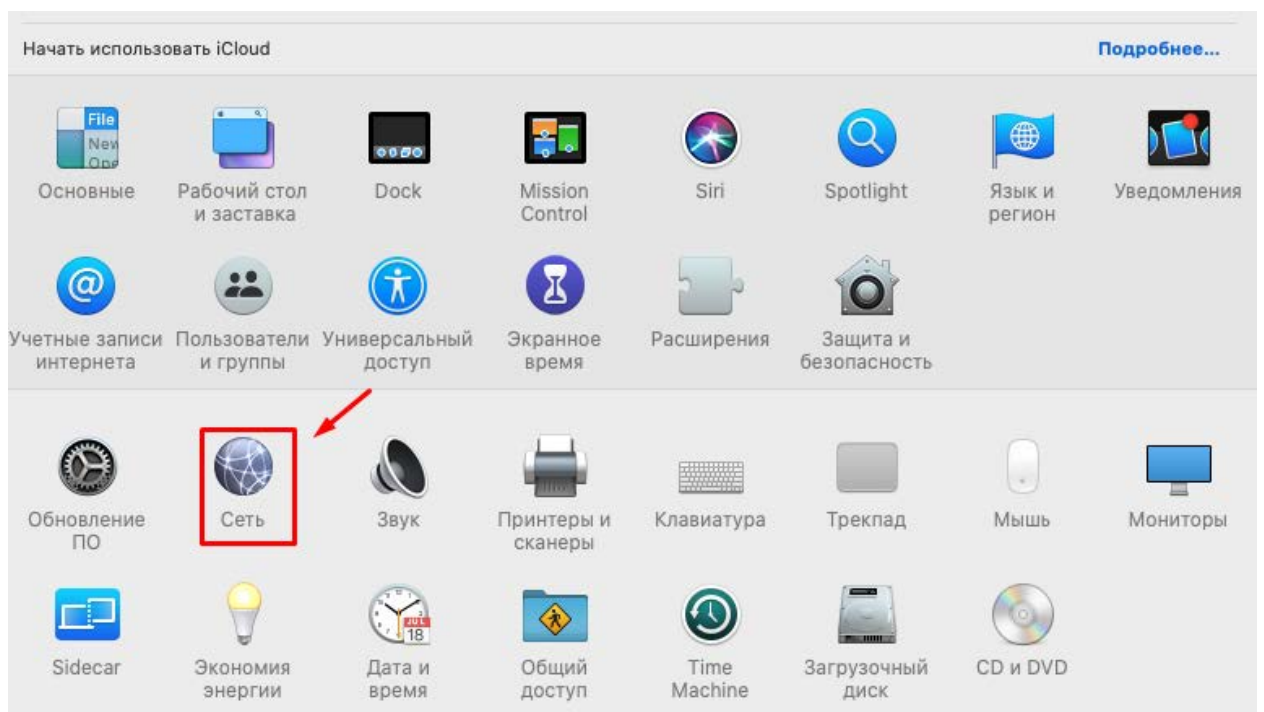 Начать использовать iCloud Подробнее...
File
New
Ope
Основные
Рабочий стол
и заставка
Dock
Mission
Control
Siri
Spotlight
Язык и
регион
Уведомления
Учетные записи
интернета
Пользователи
и группы
Универсальный
доступ
Экранное
время
Расширения
Защита и
безопасность
Обновление
ПО
Сеть
Звук
Принтеры и
сканеры
Клавиатура
Трекпад
Мышь
Мониторы
Sidecar
Экономия
энергии
JUL
18
Дата и
время
Общий
доступ
Time
Machine
Загрузочный
диск
CD и DVD